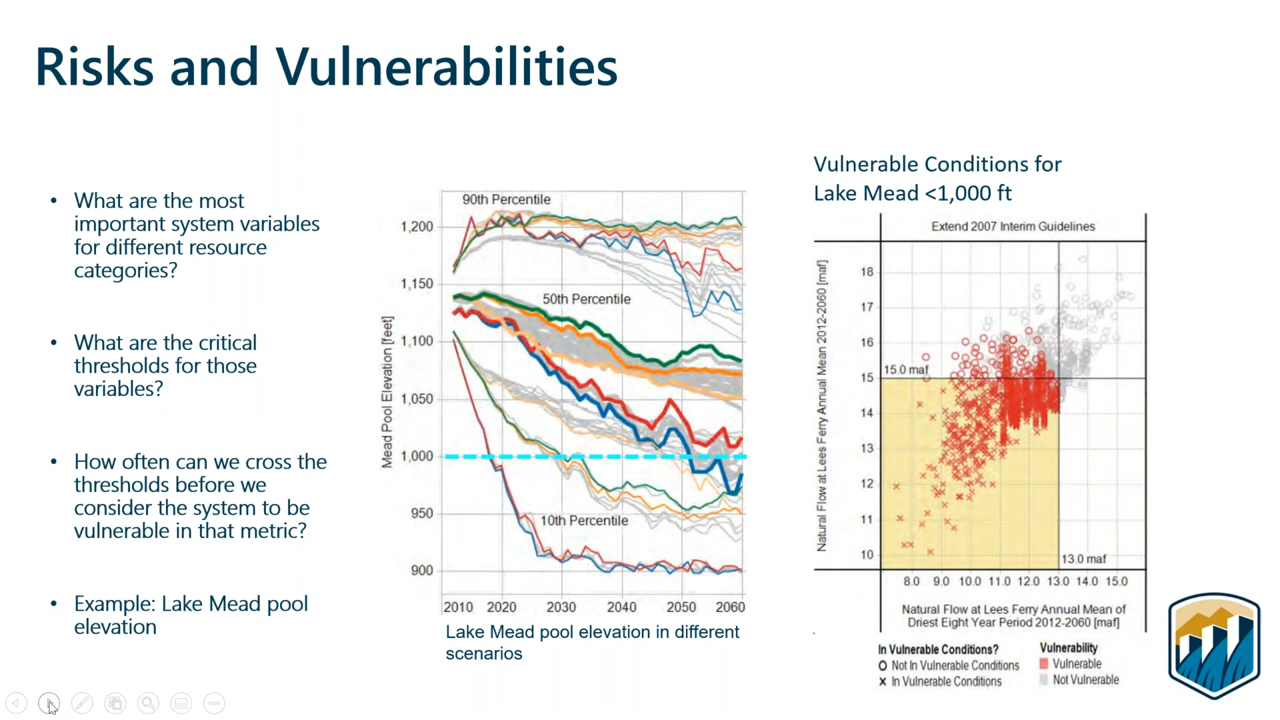 Risks and Vulnerabilities
• What are the most
important system variables
for different resource
categories?
• What are the critical
thresholds for those
variables?
• How often can we cross the
thresholds before we
consider the system to be
vulnerable in that metric?
• Example: Lake Mead pool
elevation
Mead Pool Elevation [feet]
1,200
1,150
1,100
1,050
1,000
950
900
90th Percentile
50th Percentile
10th Percentile
2010 2020 2030 2040 2050 2060
Lake Mead pool elevation in different
scenarios
Vulnerable Conditions for
Lake Mead <1,000 ft
Extend 2007 Interim Guidelines
Natural Flow at Lees Ferry Annual Mean 2012-2060 [maf]
18
17
16
15
14
13
12
11
10
15.0 maf
13.0 maf
8.0 9.0 10.0 11.0 12.0 13.0 14.0 15.0
Natural Flow at Lees Ferry Annual Mean of
Driest Eight Year Period 2012-2060 [maf]
In Vulnerable Conditions?
O Not In Vulnerable Conditions
× In Vulnerable Conditions
Vulnerability
Vulnerable
Not Vulnerable